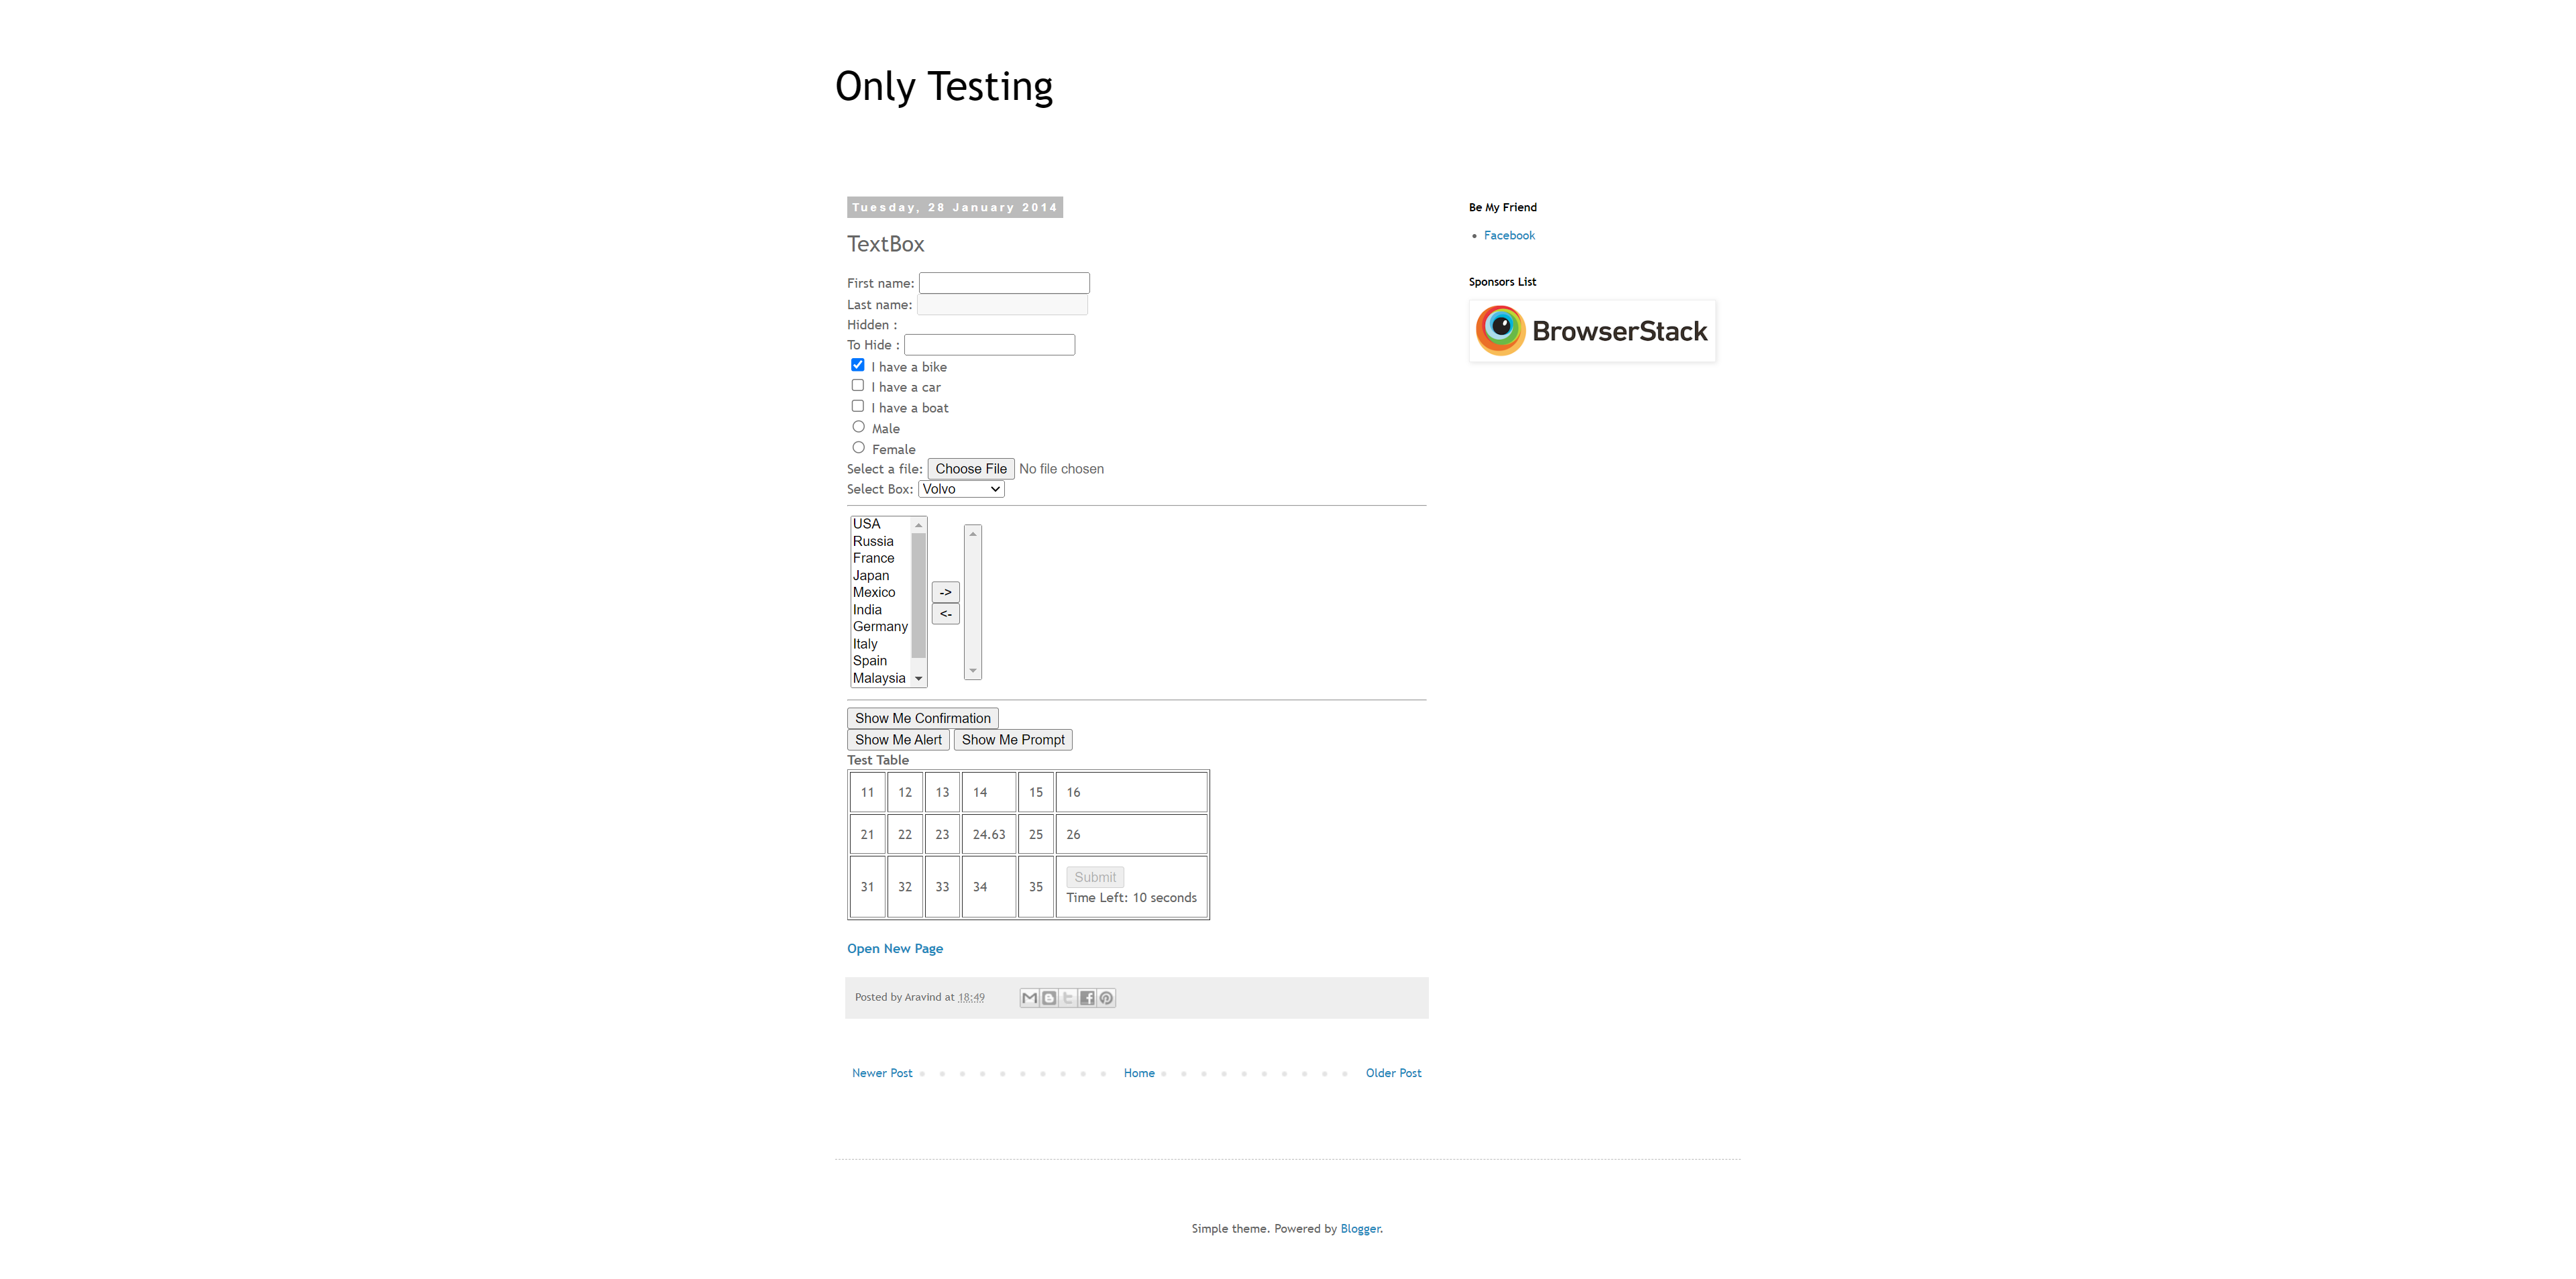 Only Testing
Tuesday, 28 January 2014
TextBox
First name:
Last name:
Hidden :
To Hide :
I have a bike
I have a car
I have a boat
Male
Female
Select a file: Choose File No file chosen
Select Box: Volvo
USA
Russia
France
Japan
Mexico
India
Germany
Italy
Spain
Malaysia
->
<-
Show Me Confirmation
Show Me Alert Show Me Prompt
Test Table
11 12 13 14 15 16
21 22 23 24.63 25 26
31 32 33 34 35 Submit
Time Left: 10 seconds
Open New Page
Posted by Aravind at 18:49
Newer Post Home Older Post
Be My Friend
Facebook
Sponsors List
BrowserStack
Simple theme. Powered by Blogger.